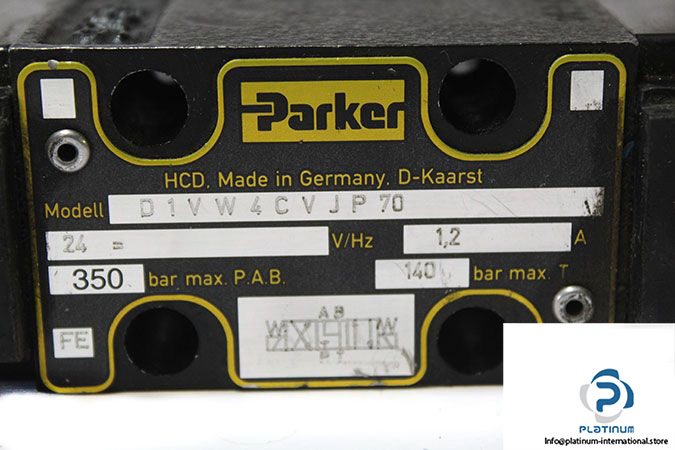 Parker
HCD, Made in Germany, D-Kaarst
Modell D1VW4CVJP70
24 = V/Hz 1,2 A
350 bar max. P.A.B. 140 bar max. T
A B
W W
P T
FE
PLATINUM
Info@platinum-international.store